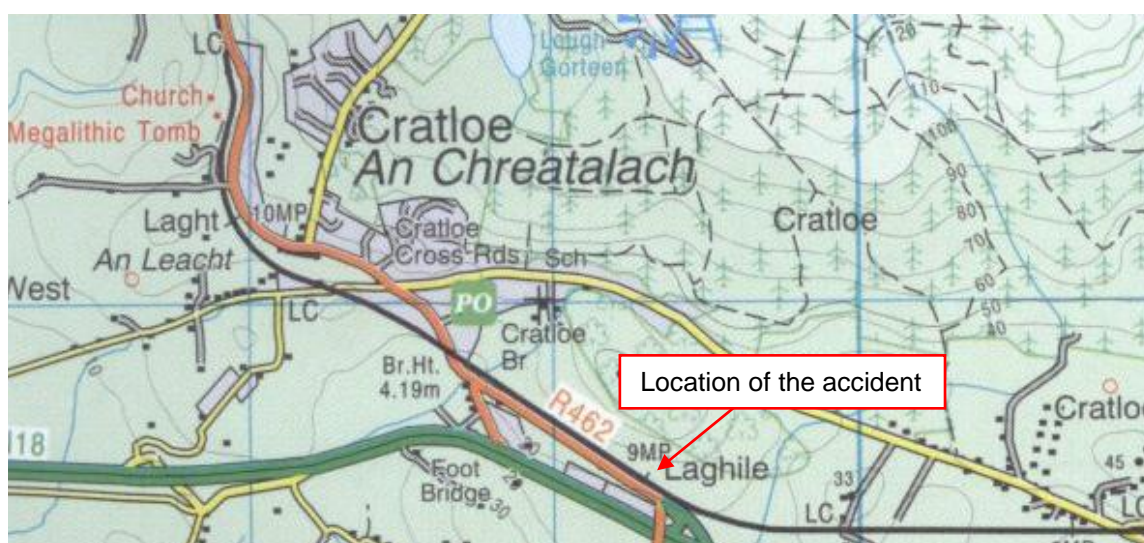 LC
Lough
Gorteen
120
Church
Megalithic Tomb
110
100
Cratloe
An Chreatalach
90
80
70
60
50
40
Laght
10MP
An Leacht
Cratloe
Cross Rds
Sch
Cratloe
West
LC
PO
Cratloe
Br
Br.Ht.
4.19m
Location of the accident
R462
9MP
Laghile
Foot
Bridge
30
33
LC
45
Cratloe
LC